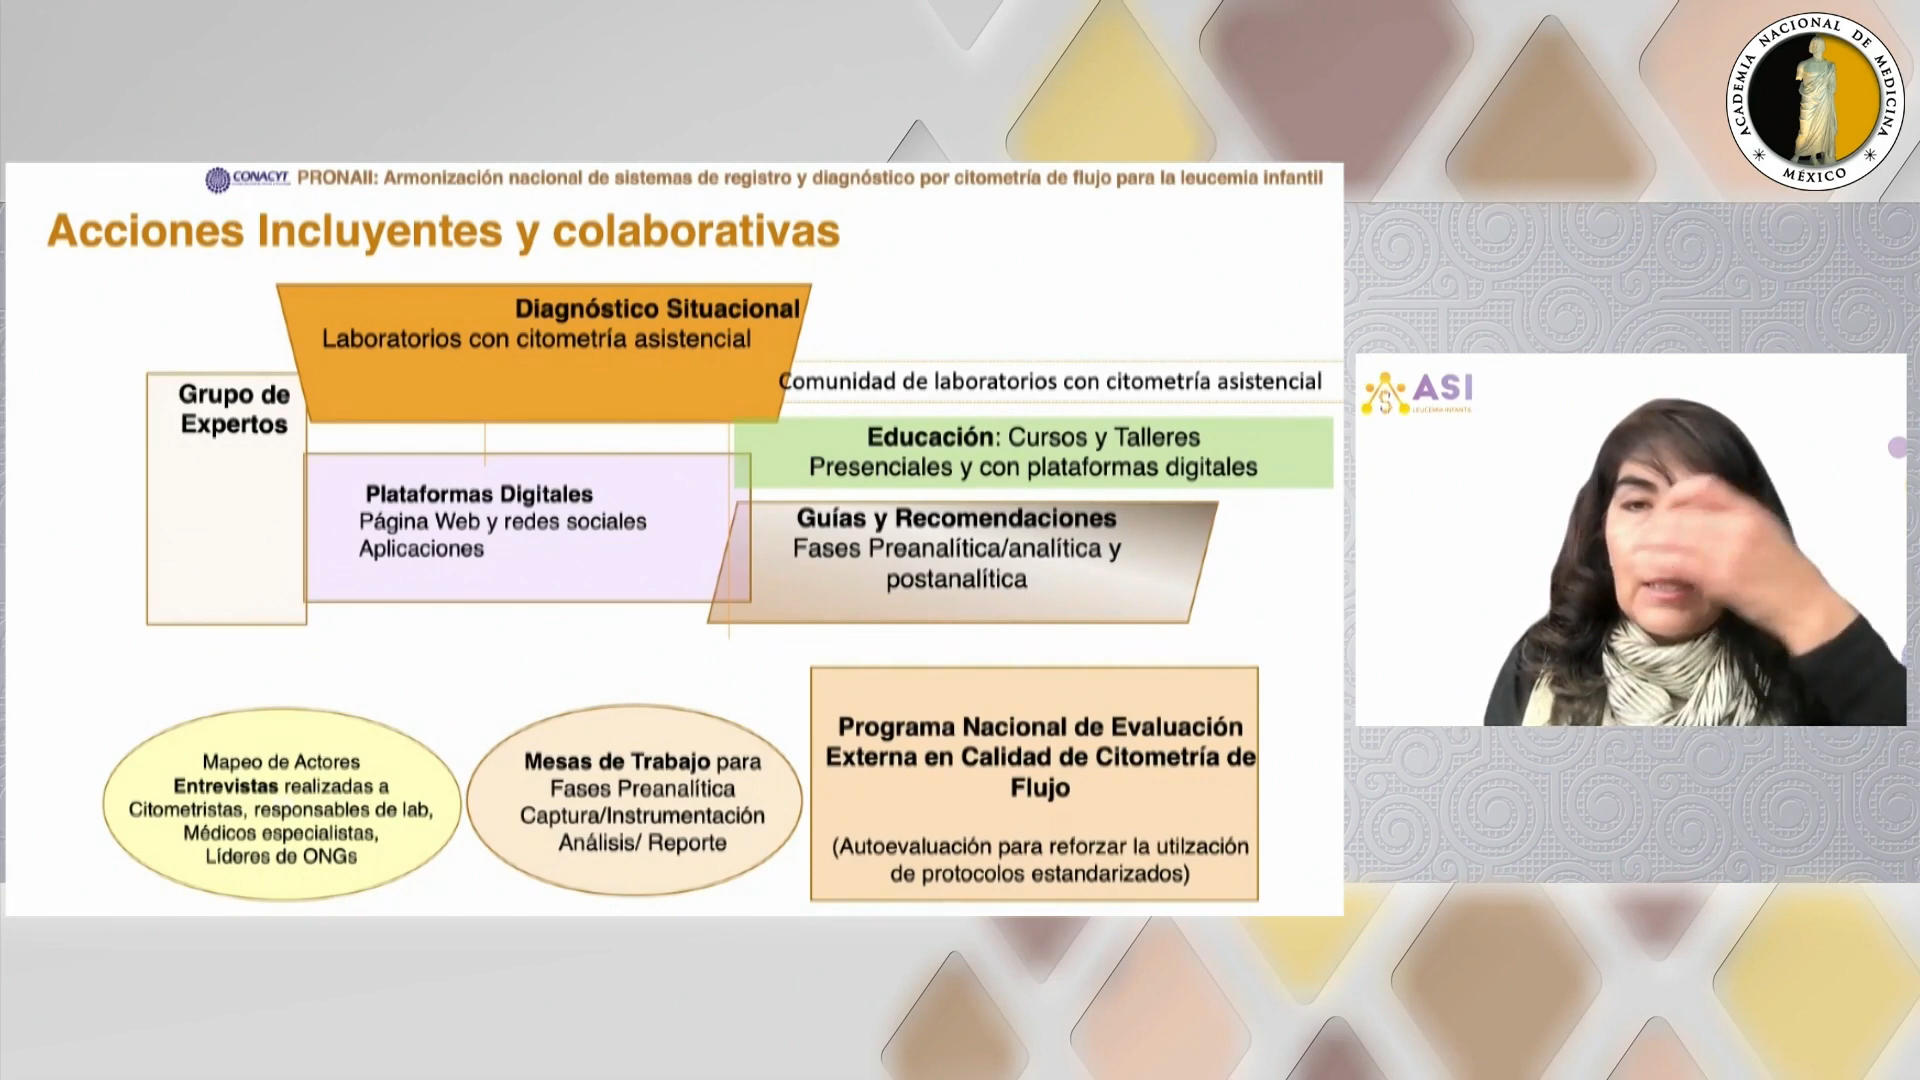 ACADEMIA NACIONAL DE MEDICINA
MÉXICO
CONACYT PRONAII: Armonización nacional de sistemas de registro y diagnóstico por citometría de flujo para la leucemia infantil
Acciones Incluyentes y colaborativas
Diagnóstico Situacional
Laboratorios con citometría asistencial
Comunidad de laboratorios con citometría asistencial
Grupo de
Expertos
Educación: Cursos y Talleres
Presenciales y con plataformas digitales
Plataformas Digitales
Página Web y redes sociales
Aplicaciones
Guías y Recomendaciones
Fases Preanalítica/analítica y
postanalítica
Mapeo de Actores
Entrevistas realizadas a
Citometristas, responsables de lab,
Médicos especialistas,
Líderes de ONGs
Mesas de Trabajo para
Fases Preanalítica
Captura/Instrumentación
Análisis/ Reporte
Programa Nacional de Evaluación
Externa en Calidad de Citometría de
Flujo
(Autoevaluación para reforzar la utilzación
de protocolos estandarizados)
ASI
LEUCEMIA INFANTIL